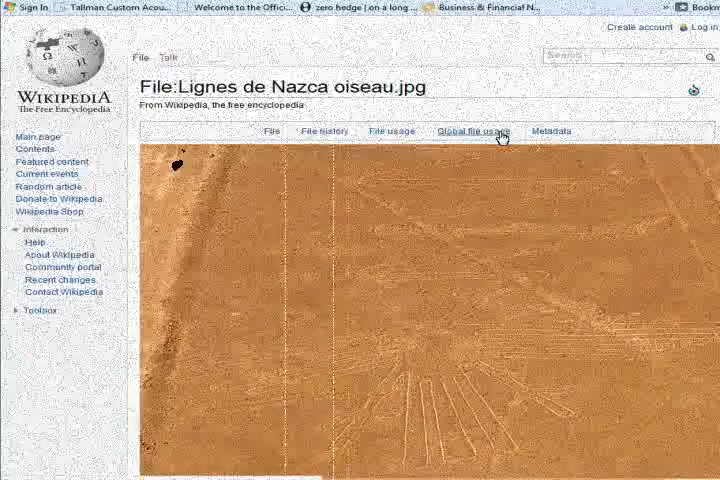 Sign In Tallman Custom Acou... Welcome to the Offici... zero hedge | on a long ... Business & Financial N... » Bookm
Create account Log in
File Talk Search
WIKIPEDIA
The Free Encyclopedia
File:Lignes de Nazca oiseau.jpg
From Wikipedia, the free encyclopedia
File File history File usage Global file usage Metadata
Main page
Contents
Featured content
Current events
Random article
Donate to Wikipedia
Wikipedia Shop
Interaction
Help
About Wikipedia
Community portal
Recent changes
Contact Wikipedia
Toolbox